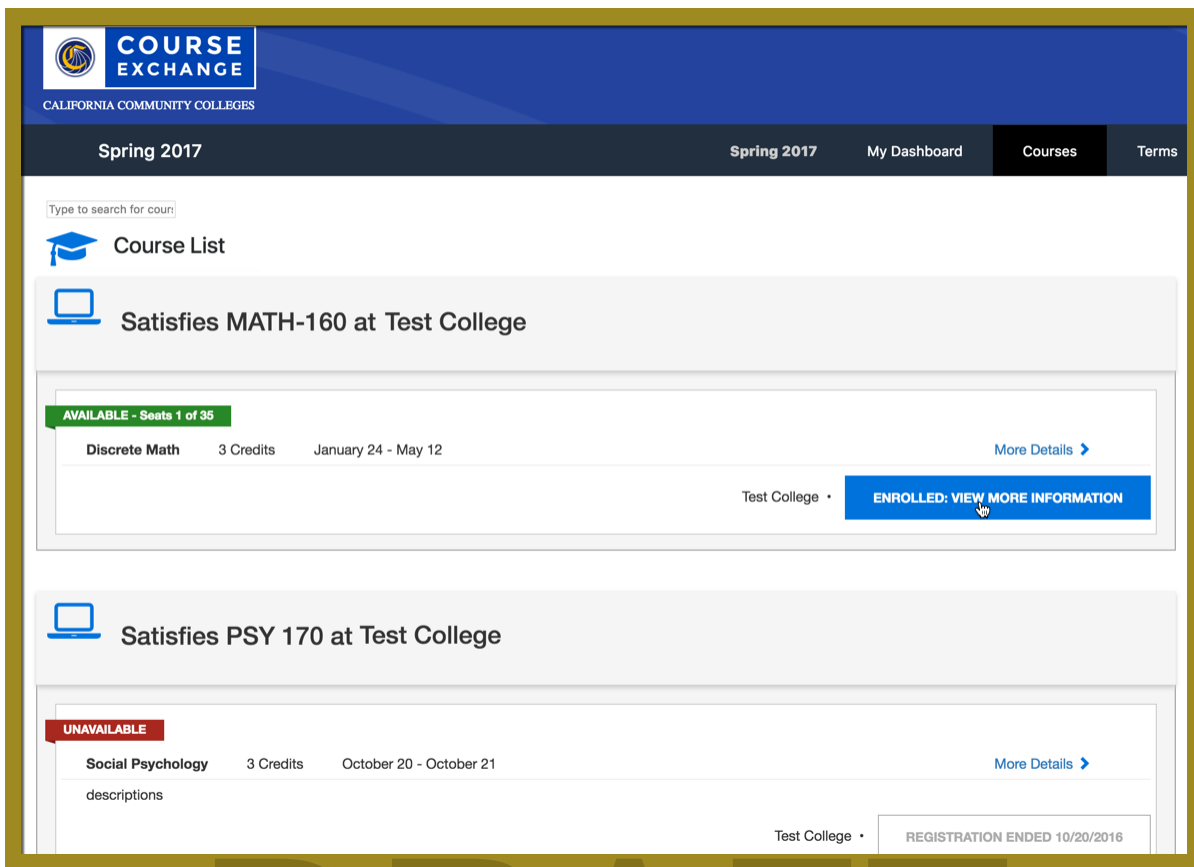 COURSE
EXCHANGE
CALIFORNIA COMMUNITY COLLEGES
Spring 2017 Spring 2017 My Dashboard Courses Terms
Type to search for cour
Course List
Satisfies MATH-160 at Test College
AVAILABLE - Seats 1 of 35
Discrete Math 3 Credits January 24 - May 12 More Details
Test College • ENROLLED: VIEW MORE INFORMATION
Satisfies PSY 170 at Test College
UNAVAILABLE
Social Psychology 3 Credits October 20 - October 21 More Details
descriptions
Test College • REGISTRATION ENDED 10/20/2016